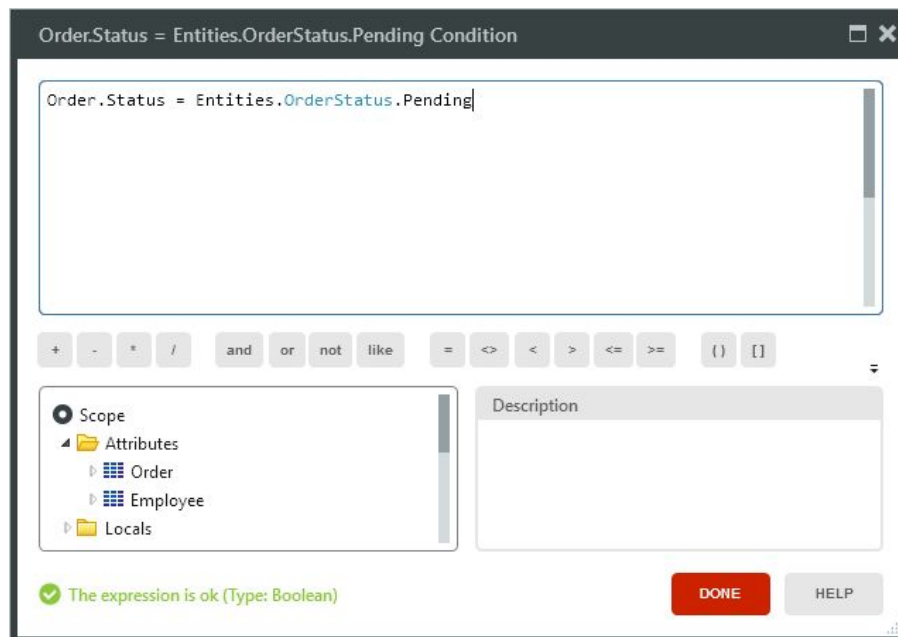 Order.Status = Entities.OrderStatus.Pending Condition
Order.Status = Entities.OrderStatus.Pending
+ - * / and or not like = <> < > <= >= () []
Scope
Attributes
Order
Employee
Locals
Description
The expression is ok (Type: Boolean)
DONE HELP